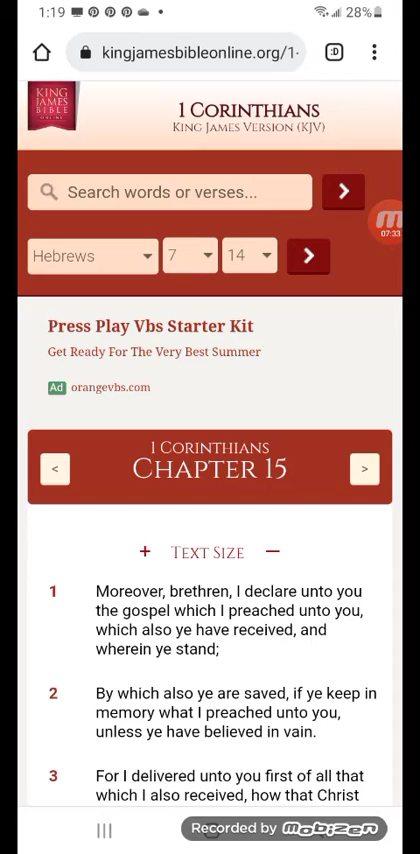 1:19 28%
kingjamesbibleonline.org/1-
:D
KING
JAMES
BIBLE
ONLINE
1 Corinthians
King James Version (KJV)
Search words or verses...
07:33
Hebrews 7 14
Press Play Vbs Starter Kit
Get Ready For The Very Best Summer
Ad orangevbs.com
1 Corinthians
< Chapter 15 >
+ Text Size −
1 Moreover, brethren, I declare unto you
the gospel which I preached unto you,
which also ye have received, and
wherein ye stand;
2 By which also ye are saved, if ye keep in
memory what I preached unto you,
unless ye have believed in vain.
3 For I delivered unto you first of all that
which I also received, how that Christ
Recorded by mobizen